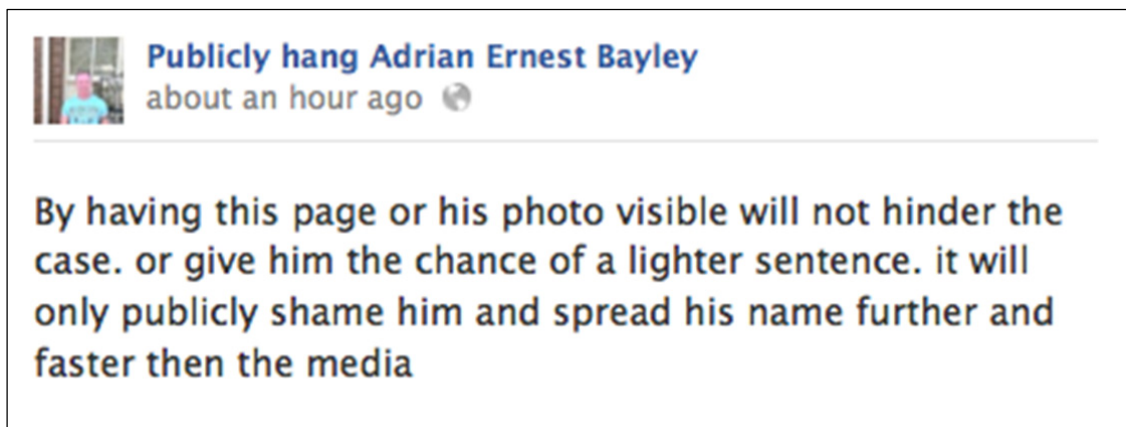 Publicly hang Adrian Ernest Bayley
about an hour ago
By having this page or his photo visible will not hinder the
case. or give him the chance of a lighter sentence. it will
only publicly shame him and spread his name further and
faster then the media